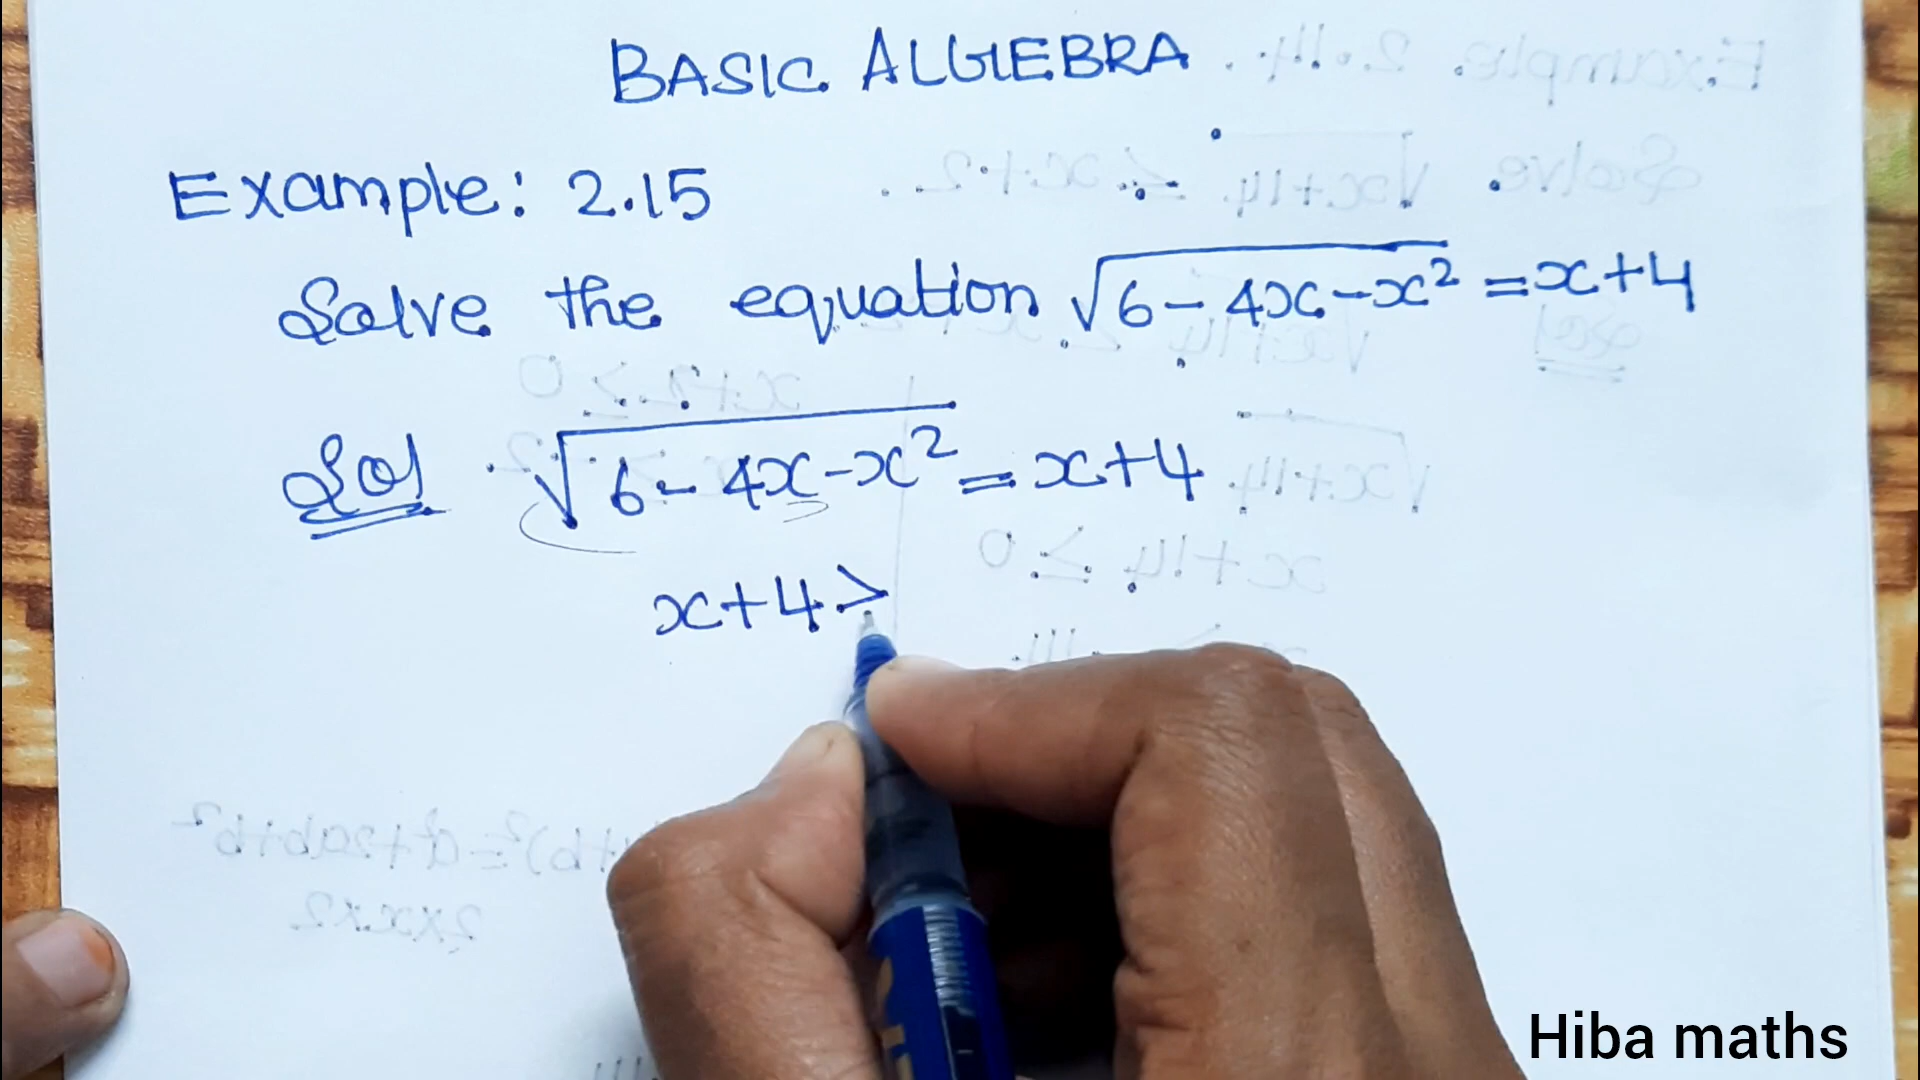 BASIC ALGEBRA
Example: 2.15
Solve the equation √6-4x-x² = x+4
Sol √6-4x-x² = x+4
x+4 >
Hiba maths